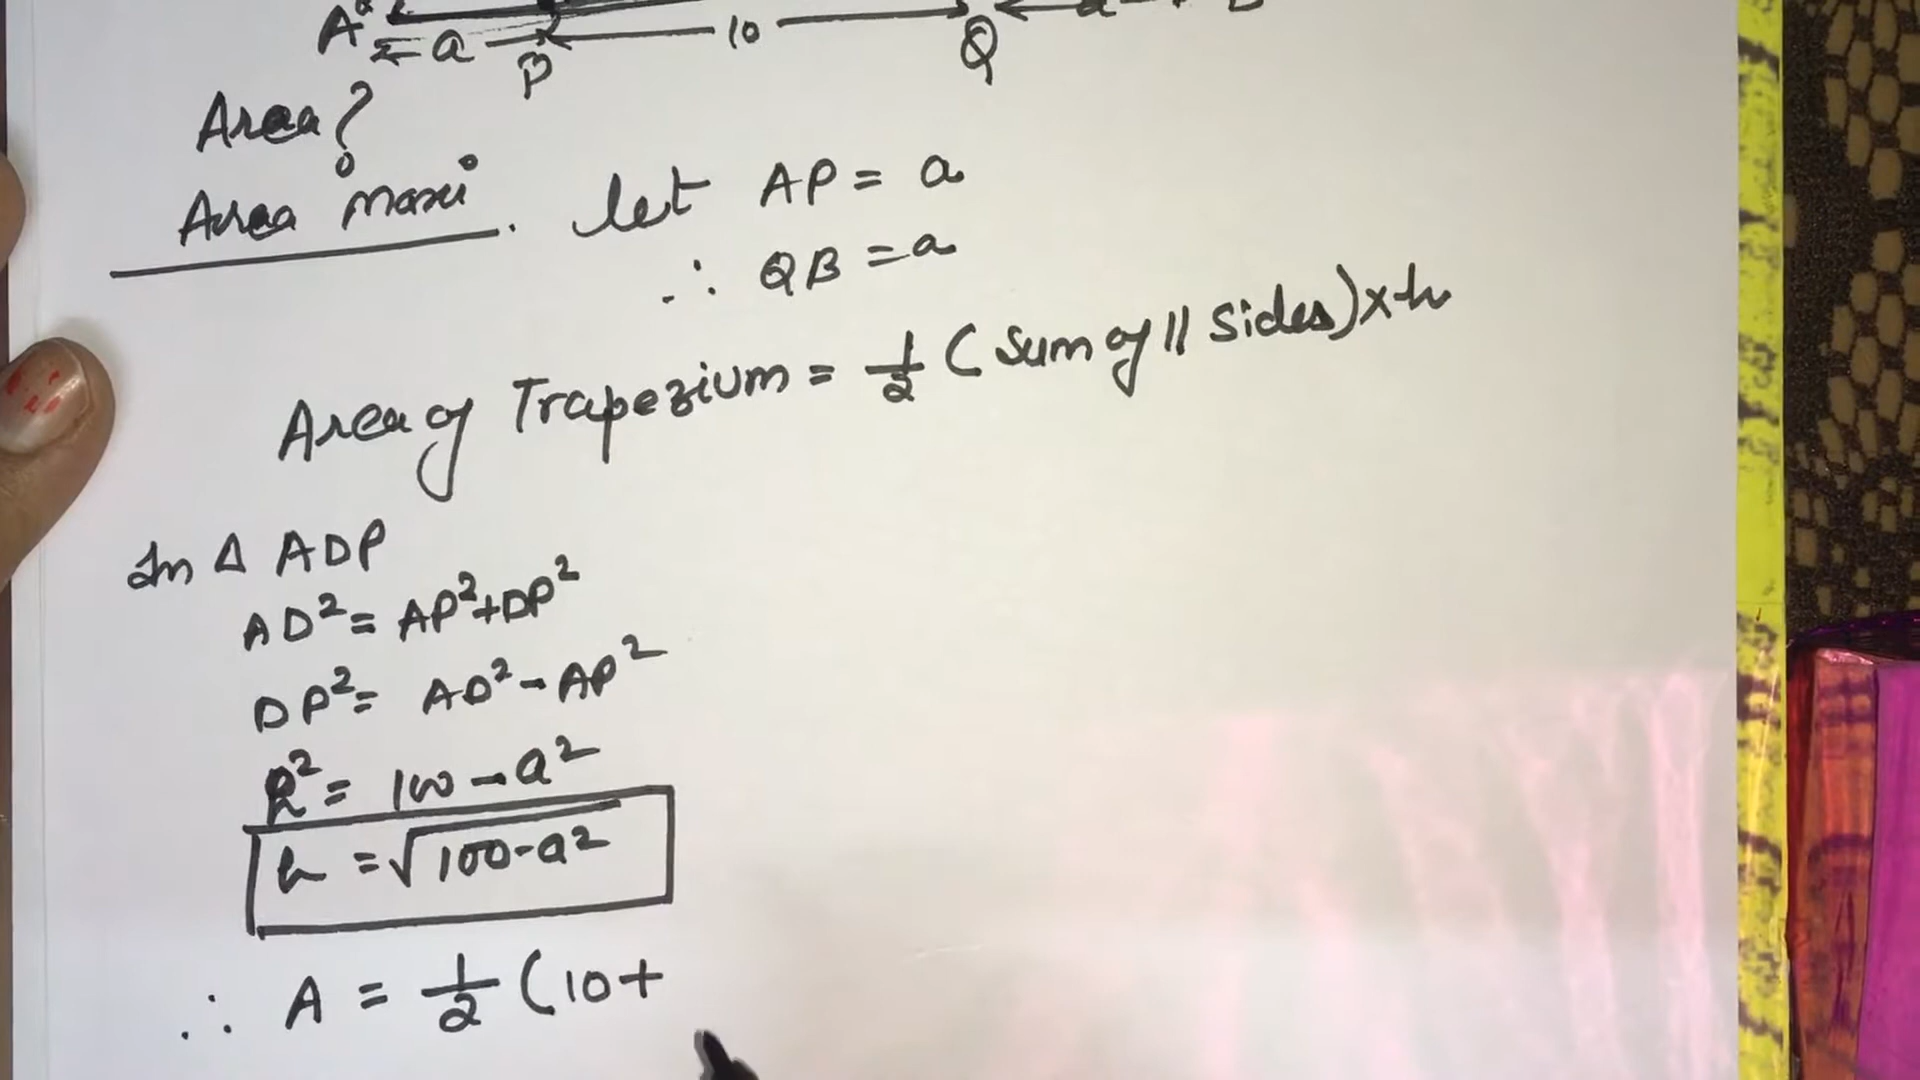 A a P 10 Q a
Area?
Area maxi. let AP = a
∴ QB = a
Area of Trapezium = 1/2 (Sum of || Sides) × h
In Δ ADP
AD² = AP² + DP²
DP² = AD² - AP²
h² = 100 - a²
h = √100-a²
∴ A = 1/2 (10+